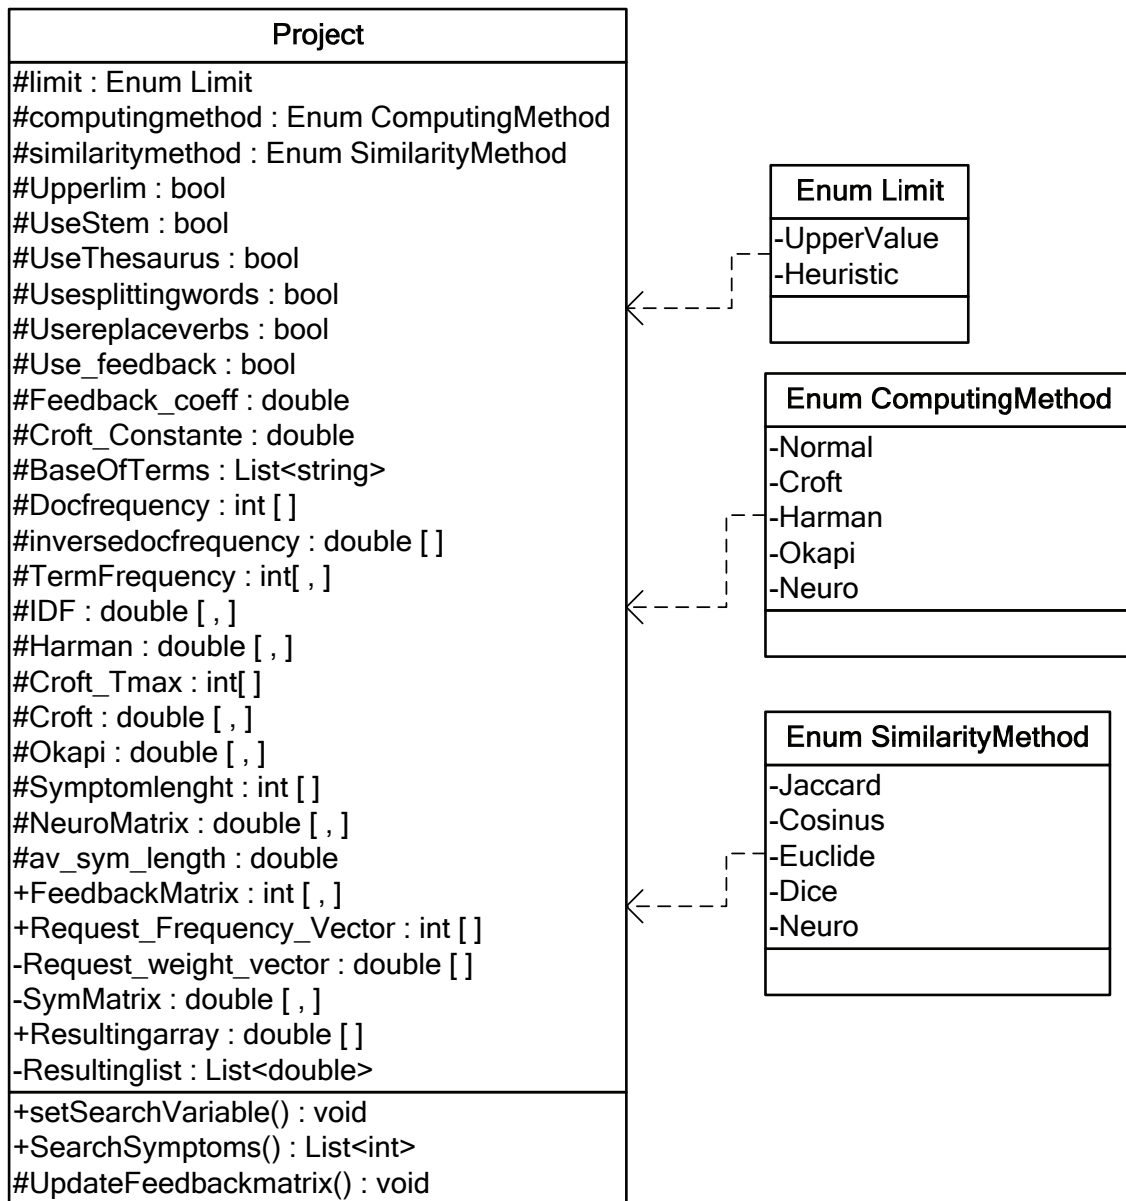 Project
#limit : Enum Limit
#computingmethod : Enum ComputingMethod
#similaritymethod : Enum SimilarityMethod
#Upperlim : bool
#UseStem : bool
#UseThesaurus : bool
#Usesplittingwords : bool
#Usereplaceverbs : bool
#Use_feedback : bool
#Feedback_coeff : double
#Croft_Constante : double
#BaseOfTerms : List<string>
#Docfrequency : int [ ]
#inversedocfrequency : double [ ]
#TermFrequency : int[ , ]
#IDF : double [ , ]
#Harman : double [ , ]
#Croft_Tmax : int[ ]
#Croft : double [ , ]
#Okapi : double [ , ]
#Symptomlenght : int [ ]
#NeuroMatrix : double [ , ]
#av_sym_length : double
+FeedbackMatrix : int [ , ]
+Request_Frequency_Vector : int [ ]
-Request_weight_vector : double [ ]
-SymMatrix : double [ , ]
+Resultingarray : double [ ]
-Resultinglist : List<double>
+setSearchVariable() : void
+SearchSymptoms() : List<int>
#UpdateFeedbackmatrix() : void
Enum Limit
-UpperValue
-Heuristic
Enum ComputingMethod
-Normal
-Croft
-Harman
-Okapi
-Neuro
Enum SimilarityMethod
-Jaccard
-Cosinus
-Euclide
-Dice
-Neuro